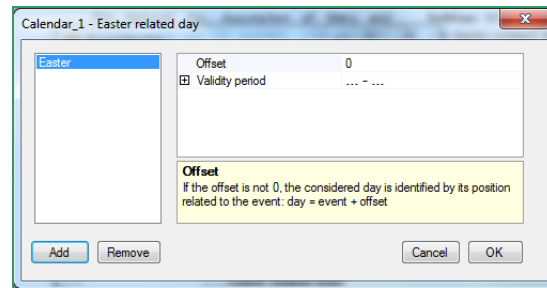 Calendar_1 - Easter related day
Easter
Offset 0
Validity period ... - ...
Offset
If the offset is not 0, the considered day is identified by its position
related to the event: day = event + offset
Add Remove Cancel OK